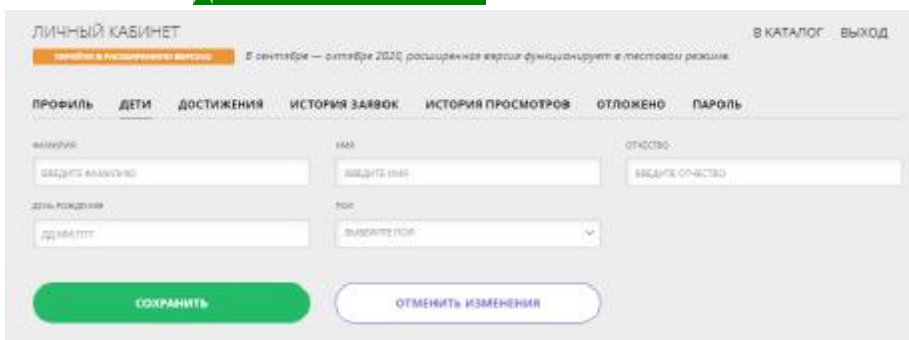 ЛИЧНЫЙ КАБИНЕТ
В КАТАЛОГ ВЫХОД
ПЕРЕЙТИ В РАСШИРЕННУЮ ВЕРСИЮ В сентябре — октябре 2020, расширенная версия функционирует в тестовом режиме.
ПРОФИЛЬ ДЕТИ ДОСТИЖЕНИЯ ИСТОРИЯ ЗАЯВОК ИСТОРИЯ ПРОСМОТРОВ ОТЛОЖЕНО ПАРОЛЬ
ФАМИЛИЯ ИМЯ ОТЧЕСТВО
ВВЕДИТЕ ФАМИЛИЮ ВВЕДИТЕ ИМЯ ВВЕДИТЕ ОТЧЕСТВО
ДЕНЬ РОЖДЕНИЯ ПОЛ
ДД.ММ.ГГГГ ВЫБЕРИТЕ ПОЛ
СОХРАНИТЬ ОТМЕНИТЬ ИЗМЕНЕНИЯ